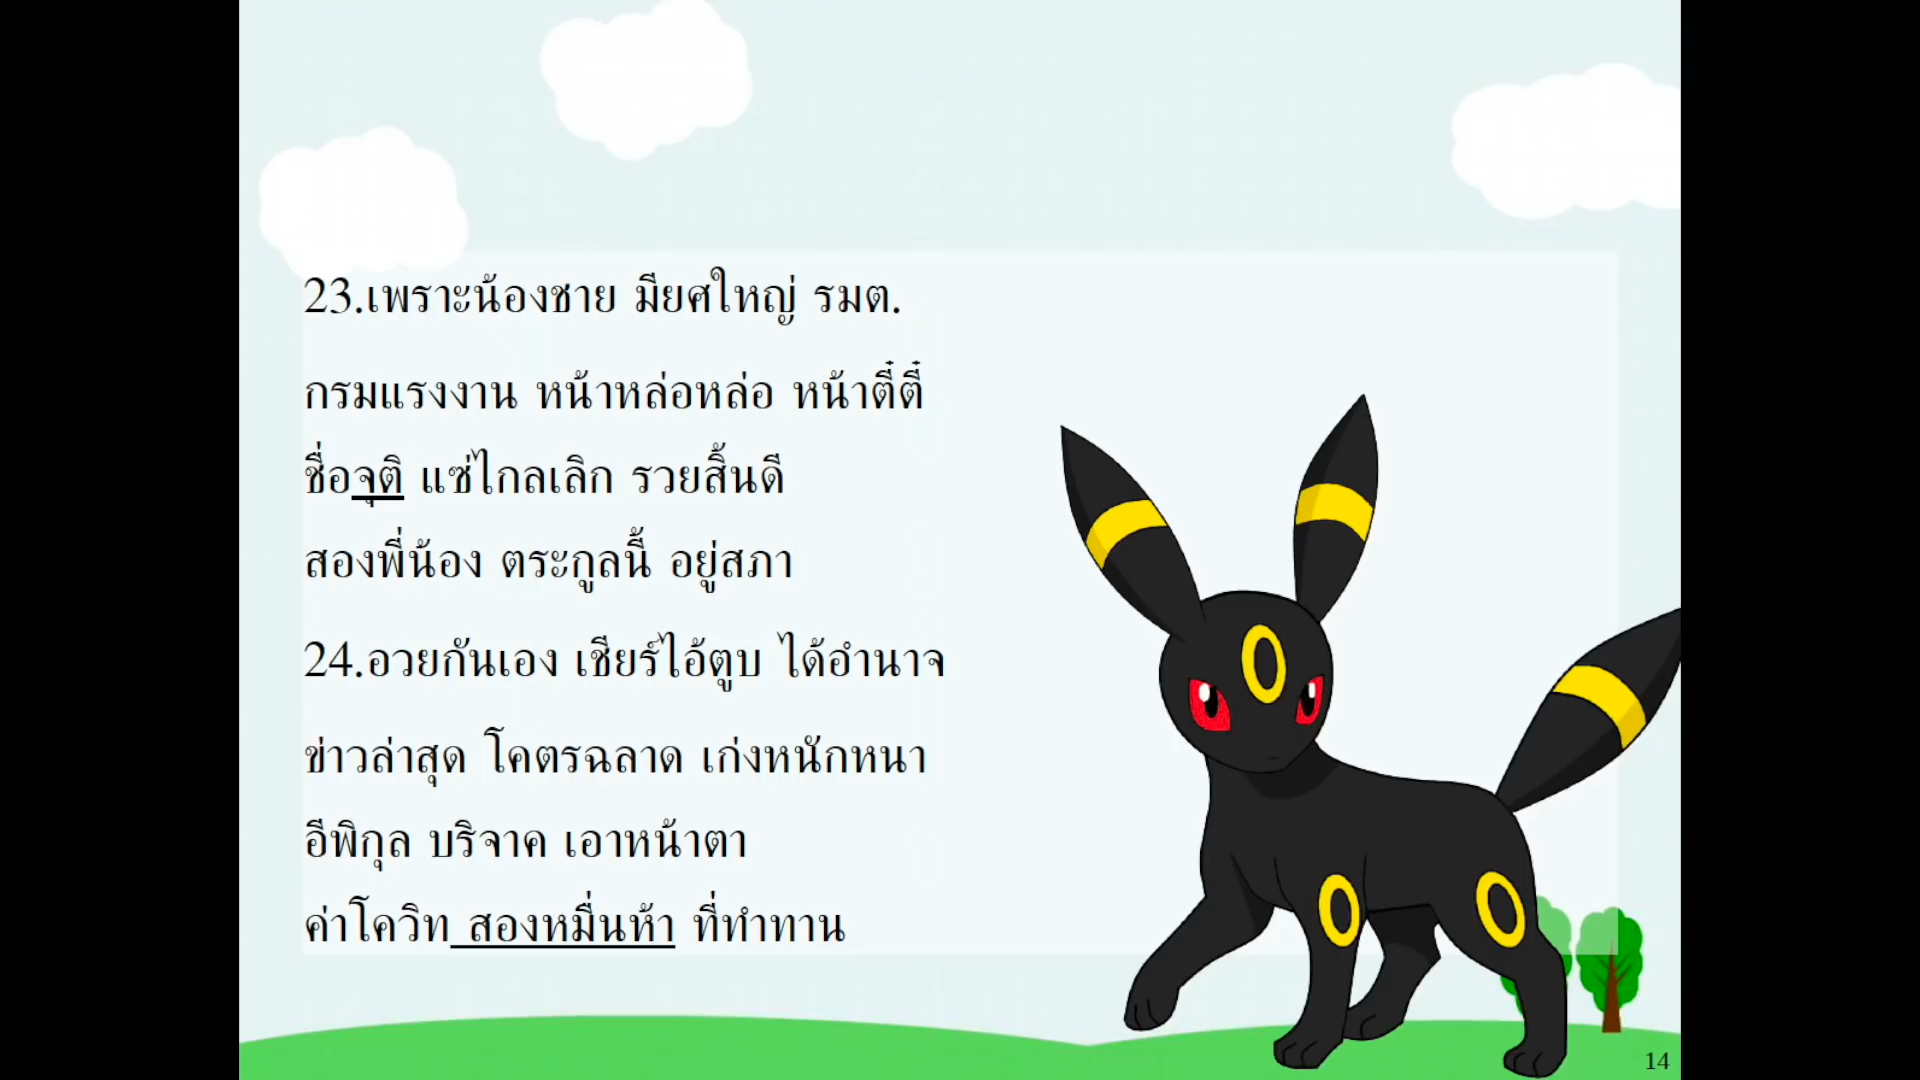 23.เพราะน้องชาย มียศใหญ่ รมต.
กรมแรงงาน หน้าหล่อหล่อ หน้าตี๋ตี๋
ชื่อจุติ แซ่ไกลเลิก รวยสิ้นดี
สองพี่น้อง ตระกูลนี้ อยู่สภา
24.อวยกันเอง เชียร์ไอ้ตูบ ได้อำนาจ
ข่าวล่าสุด โคตรฉลาด เก่งหนักหนา
อีพิกุล บริจาค เอาหน้าตา
ค่าโควิท สองหมื่นห้า ที่ทำทาน
14